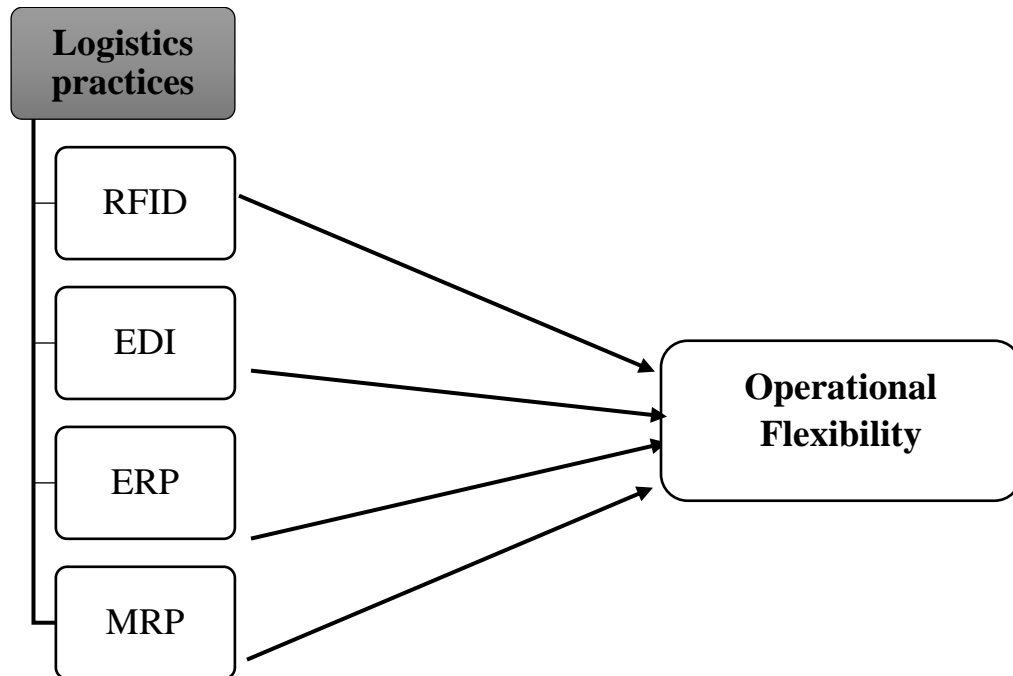 Logistics
practices
RFID
EDI
ERP
MRP
Operational
Flexibility